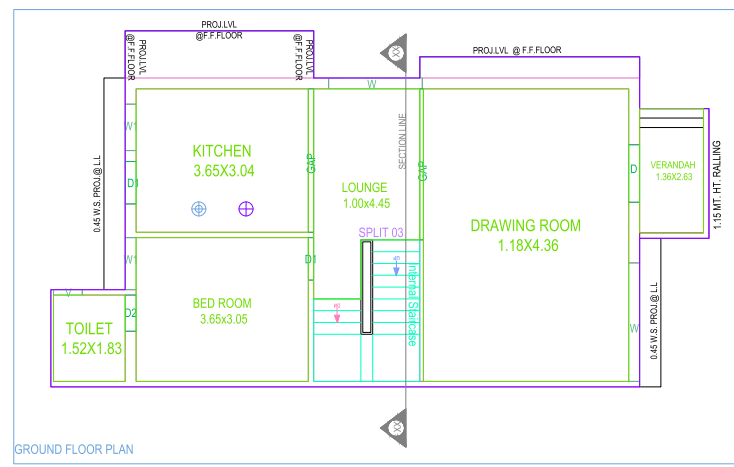 PROJ.LVL
@F.F.FLOOR
PROJ.LVL
@F.F.FLOOR
PROJ.LVL
@F.F.FLOOR
XX
PROJ.LVL @ F.F.FLOOR
W
W1
KITCHEN
3.65X3.04
GAP
SECTION LINE
GAP
LOUNGE
1.00x4.45
D1
0.45 W.S. PROJ.@ L.L
D
VERANDAH
1.36X2.63
1.15 MT. HT. RALLING
DRAWING ROOM
1.18X4.36
SPLIT 03
W1
D1
Internal Staircase
BED ROOM
3.65x3.05
V
D2
TOILET
1.52X1.83
W
0.45 W.S. PROJ.@ L.L
XX
GROUND FLOOR PLAN